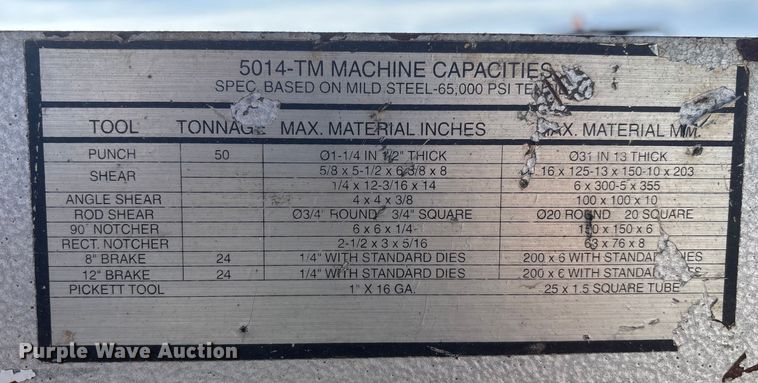 5014-TM MACHINE CAPACITIES
SPEC. BASED ON MILD STEEL-65,000 PSI
TOOL TONNAGE MAX. MATERIAL INCHES MAX. MATERIAL MM.
PUNCH 50 Ø1-1/4 IN 1/2" THICK Ø31 IN 13 THICK
SHEAR 5/8 x 5-1/2 x 6-3/8 x 8 16 x 125-13 x 150-10 x 203
1/4 x 12-3/16 x 14 6 x 300-5 x 355
ANGLE SHEAR 4 x 4 x 3/8 100 x 100 x 10
ROD SHEAR Ø3/4" ROUND 3/4" SQUARE Ø20 ROUND 20 SQUARE
90° NOTCHER 6 x 6 x 1/4 150 x 150 x 6
RECT. NOTCHER 2-1/2 x 3 x 5/16 63 x 76 x 8
8" BRAKE 24 1/4" WITH STANDARD DIES 200 x 6 WITH STANDARD DIES
12" BRAKE 24 1/4" WITH STANDARD DIES 200 x 6 WITH STANDARD DIES
PICKETT TOOL 1" X 16 GA. 25 x 1.5 SQUARE TUBE
Purple Wave Auction